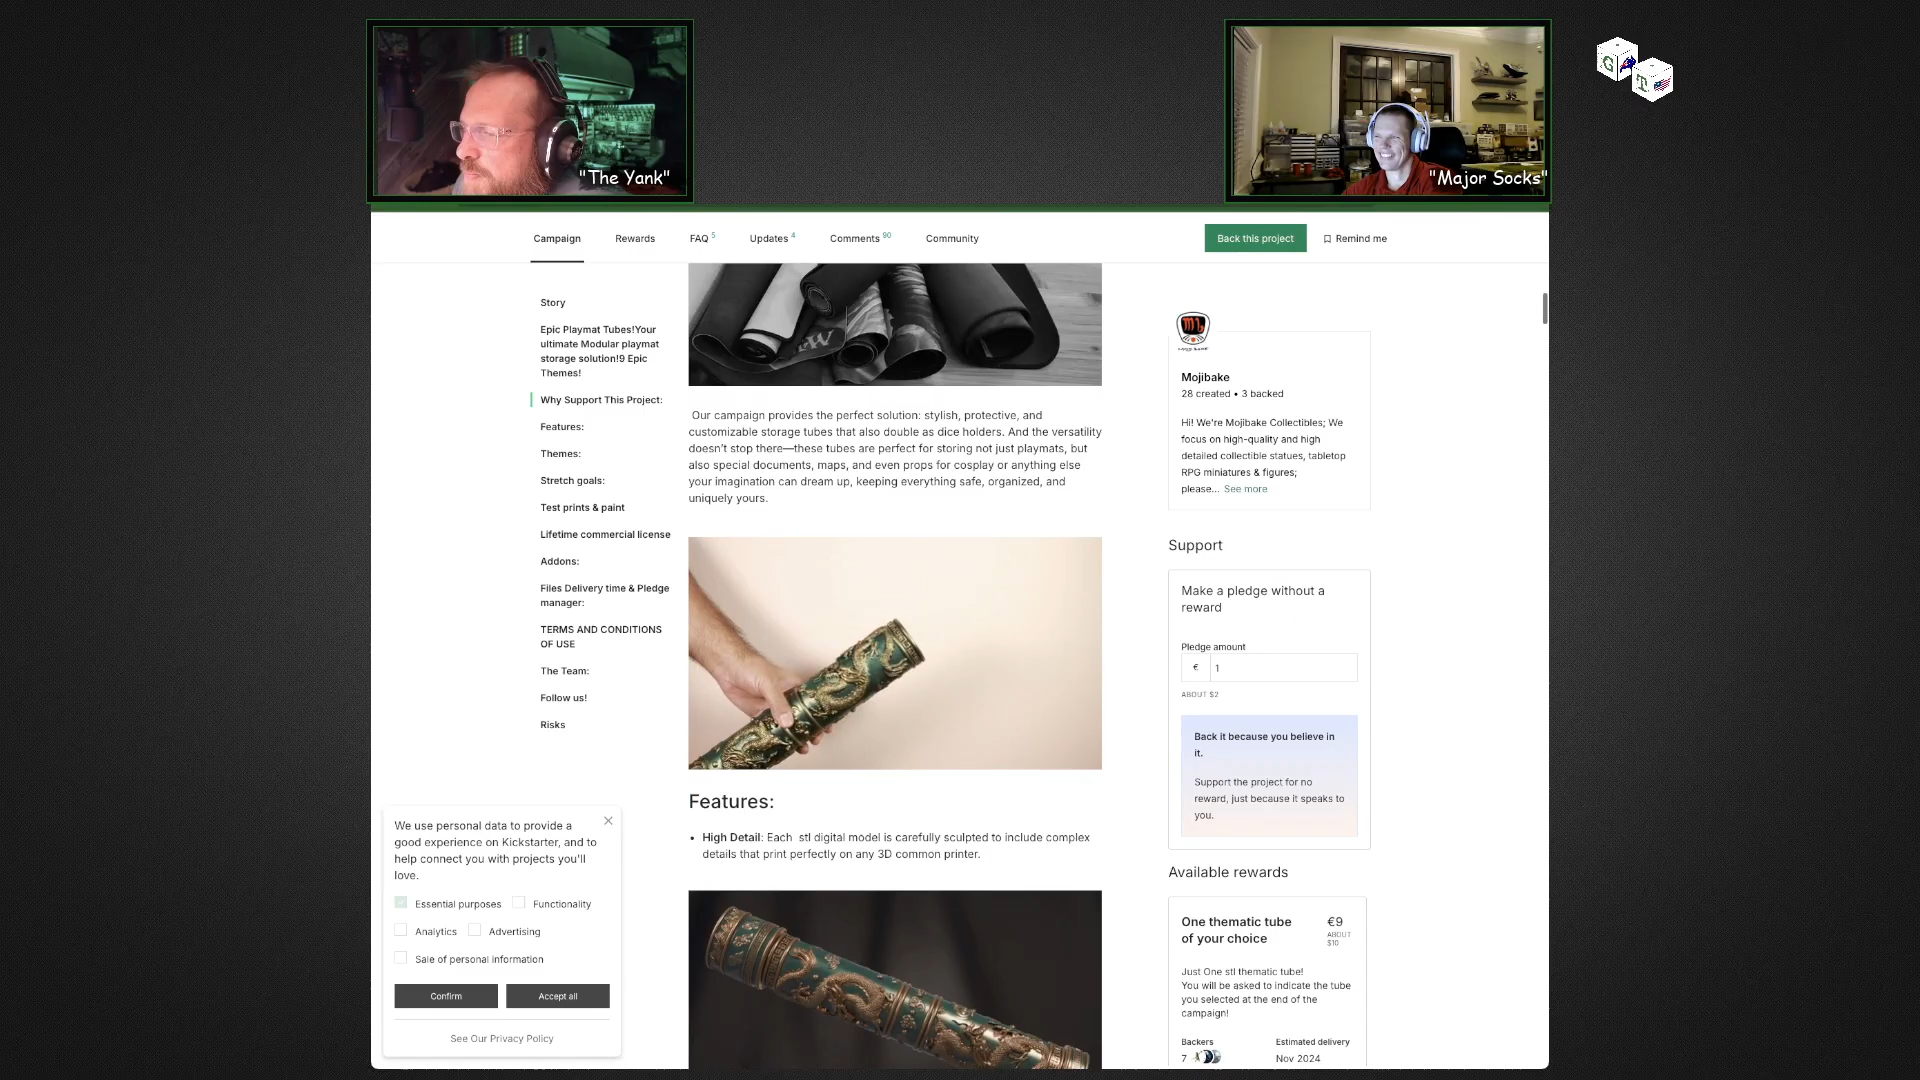 "The Yank"
"Major Socks"
G
T
Campaign
Rewards
FAQ 5
Updates 4
Comments 90
Community
Back this project
Remind me
Story
Epic Playmat Tubes!Your
ultimate Modular playmat
storage solution!9 Epic
Themes!
Why Support This Project:
Features:
Themes:
Stretch goals:
Test prints & paint
Lifetime commercial license
Addons:
Files Delivery time & Pledge
manager:
TERMS AND CONDITIONS
OF USE
The Team:
Follow us!
Risks
Our campaign provides the perfect solution: stylish, protective, and
customizable storage tubes that also double as dice holders. And the versatility
doesn't stop there—these tubes are perfect for storing not just playmats, but
also special documents, maps, and even props for cosplay or anything else
your imagination can dream up, keeping everything safe, organized, and
uniquely yours.
Features:
• High Detail: Each stl digital model is carefully sculpted to include complex
details that print perfectly on any 3D common printer.
Mojibake
28 created • 3 backed
Hi! We're Mojibake Collectibles; We
focus on high-quality and high
detailed collectible statues, tabletop
RPG miniatures & figures;
please... See more
Support
Make a pledge without a
reward
Pledge amount
€ 1
ABOUT $2
Back it because you believe in
it.
Support the project for no
reward, just because it speaks to
you.
Available rewards
One thematic tube
of your choice
€9
ABOUT
$10
Just One stl thematic tube!
You will be asked to indicate the tube
you selected at the end of the
campaign!
Backers
7
Estimated delivery
Nov 2024
We use personal data to provide a
good experience on Kickstarter, and to
help connect you with projects you'll
love.
Essential purposes
Functionality
Analytics
Advertising
Sale of personal information
Confirm
Accept all
See Our Privacy Policy